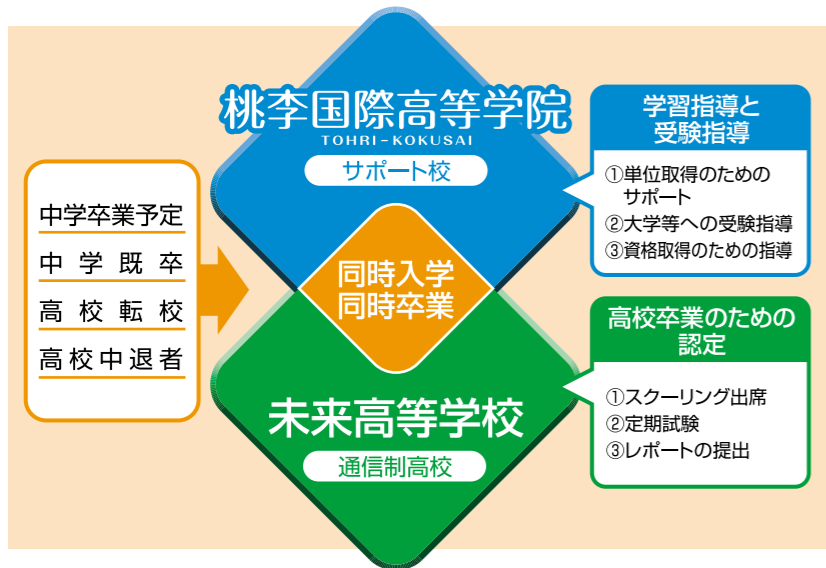 桃李国際高等学院
TOHRI-KOKUSAI
サポート校
中学卒業予定
中学既卒
高校転校
高校中退者
同時入学
同時卒業
未来高等学校
通信制高校
学習指導と
受験指導
①単位取得のための
サポート
②大学等への受験指導
③資格取得のための指導
高校卒業のための
認定
①スクーリング出席
②定期試験
③レポートの提出